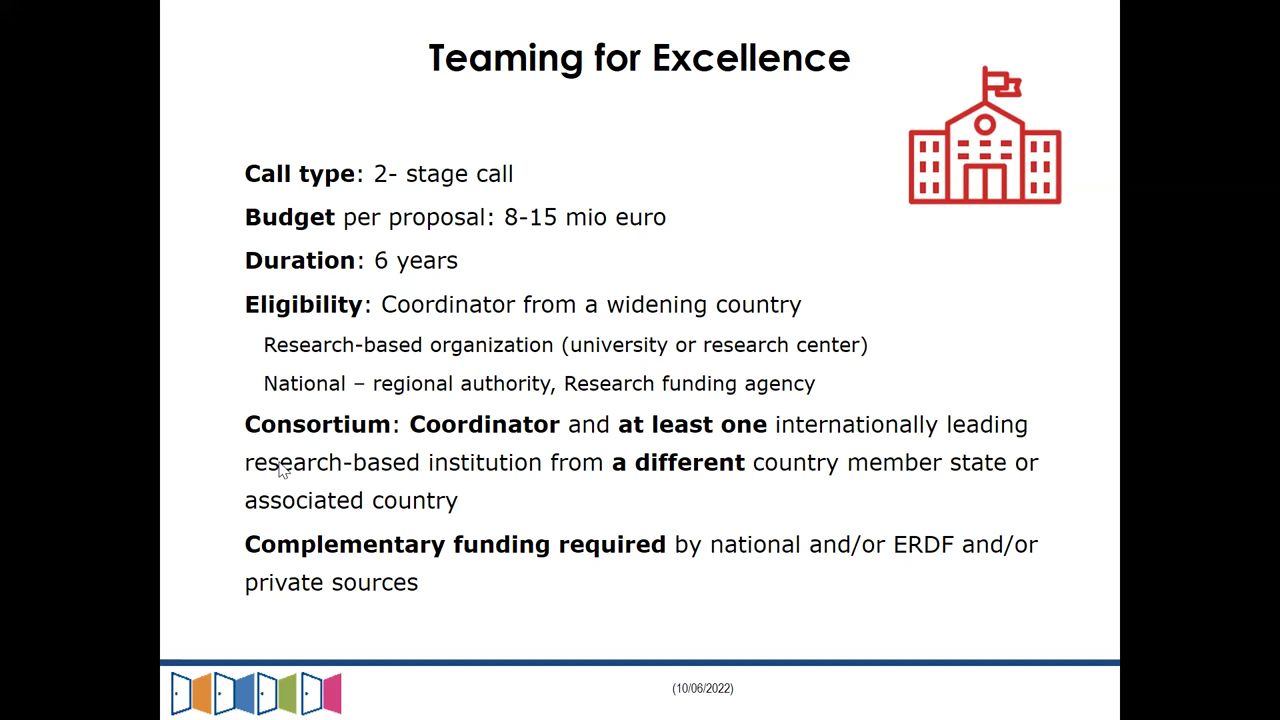 Teaming for Excellence
Call type: 2- stage call
Budget per proposal: 8-15 mio euro
Duration: 6 years
Eligibility: Coordinator from a widening country
Research-based organization (university or research center)
National – regional authority, Research funding agency
Consortium: Coordinator and at least one internationally leading
research-based institution from a different country member state or
associated country
Complementary funding required by national and/or ERDF and/or
private sources
(10/06/2022)